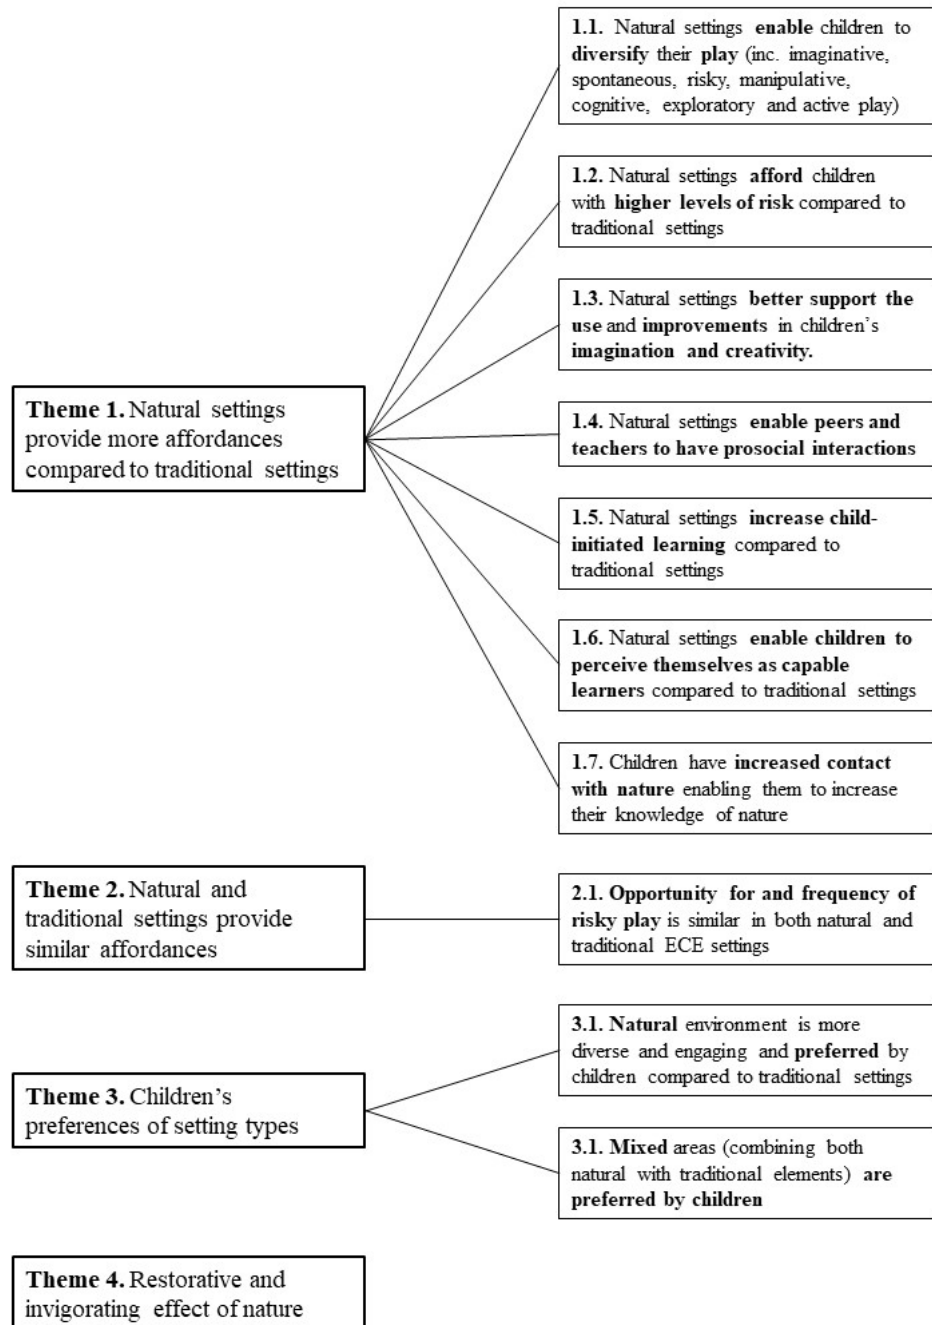 1.1. Natural settings enable children to
diversify their play (inc. imaginative,
spontaneous, risky, manipulative,
cognitive, exploratory and active play)
1.2. Natural settings afford children
with higher levels of risk compared to
traditional settings
1.3. Natural settings better support the
use and improvements in children's
imagination and creativity.
Theme 1. Natural settings
provide more affordances
compared to traditional settings
1.4. Natural settings enable peers and
teachers to have prosocial interactions
1.5. Natural settings increase child-
initiated learning compared to
traditional settings
1.6. Natural settings enable children to
perceive themselves as capable
learners compared to traditional settings
1.7. Children have increased contact
with nature enabling them to increase
their knowledge of nature
Theme 2. Natural and
traditional settings provide
similar affordances
2.1. Opportunity for and frequency of
risky play is similar in both natural and
traditional ECE settings
Theme 3. Children's
preferences of setting types
3.1. Natural environment is more
diverse and engaging and preferred by
children compared to traditional settings
3.1. Mixed areas (combining both
natural with traditional elements) are
preferred by children
Theme 4. Restorative and
invigorating effect of nature